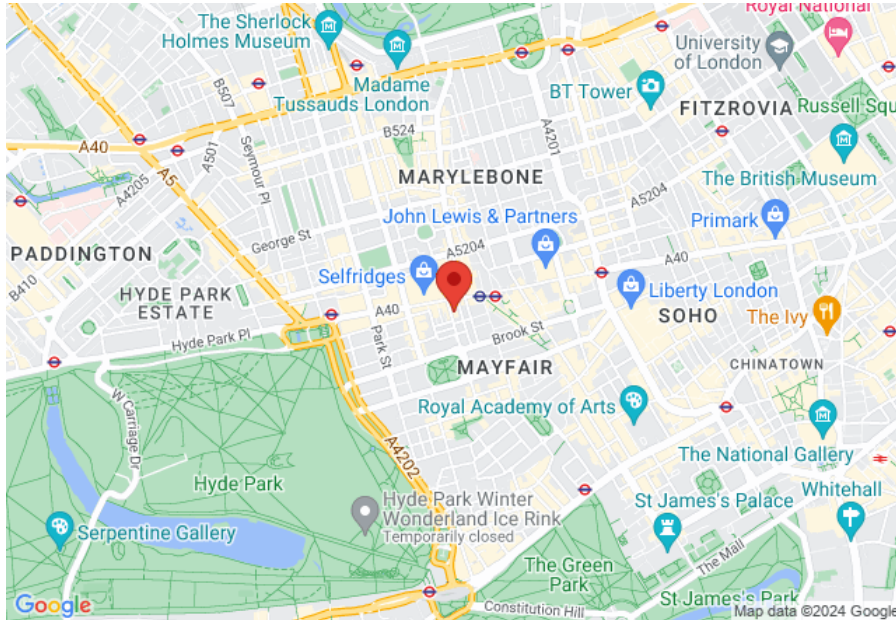 Royal National
The Sherlock
Holmes Museum
University
of London
Madame
Tussauds London
BT Tower
FITZROVIA
B507
Russell Squ
A4201
B524
A40
A501
Seymour Pl
A5
MARYLEBONE
The British Museum
A4205
A5204
John Lewis & Partners
Primark
PADDINGTON
George St
A5204
A40
Selfridges
B410
HYDE PARK
ESTATE
Liberty London
A40
SOHO
The Ivy
Hyde Park Pl
Park St
Brook St
MAYFAIR
CHINATOWN
W Carriage Dr
Royal Academy of Arts
A4202
The National Gallery
Hyde Park
Hyde Park Winter
Wonderland Ice Rink
Temporarily closed
St James's Palace
Whitehall
Serpentine Gallery
The Mall
The Green
Park
St James's Park
Google
Constitution Hill
Map data ©2024 Google